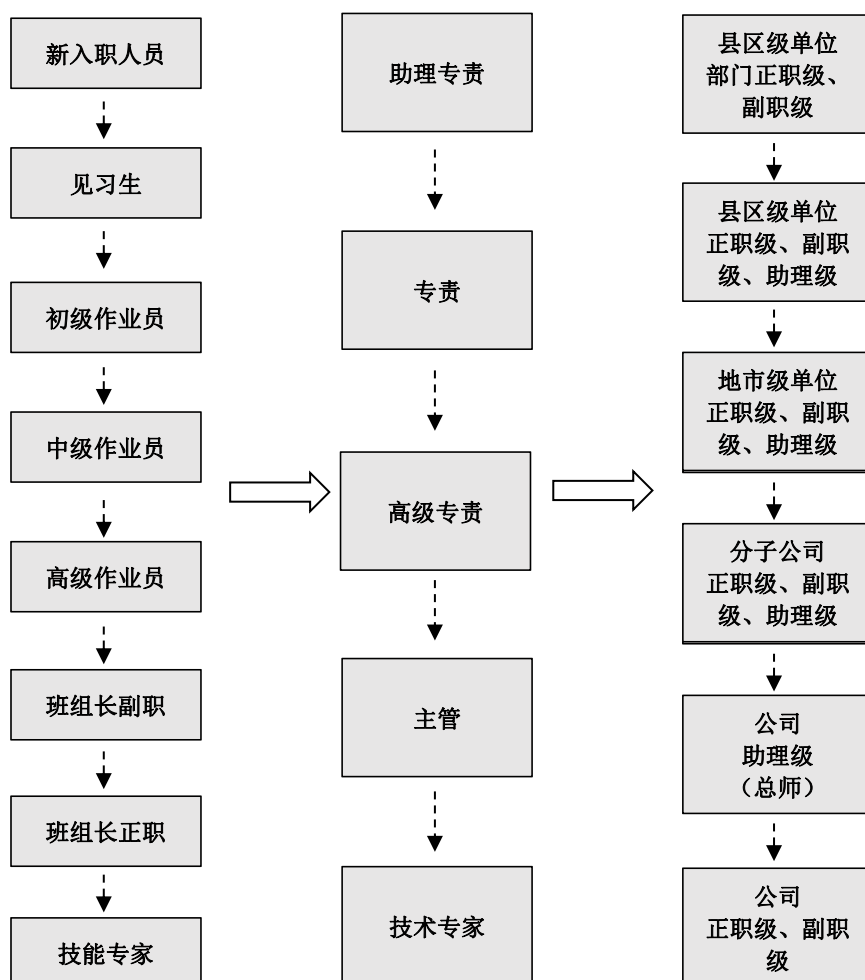 新入职人员
见习生
初级作业员
中级作业员
高级作业员
班组长副职
班组长正职
技能专家
助理专责
专责
高级专责
主管
技术专家
县区级单位
部门正职级、
副职级
县区级单位
正职级、副职
级、助理级
地市级单位
正职级、副职
级、助理级
分子公司
正职级、副职
级、助理级
公司
助理级
（总师）
公司
正职级、副职
级